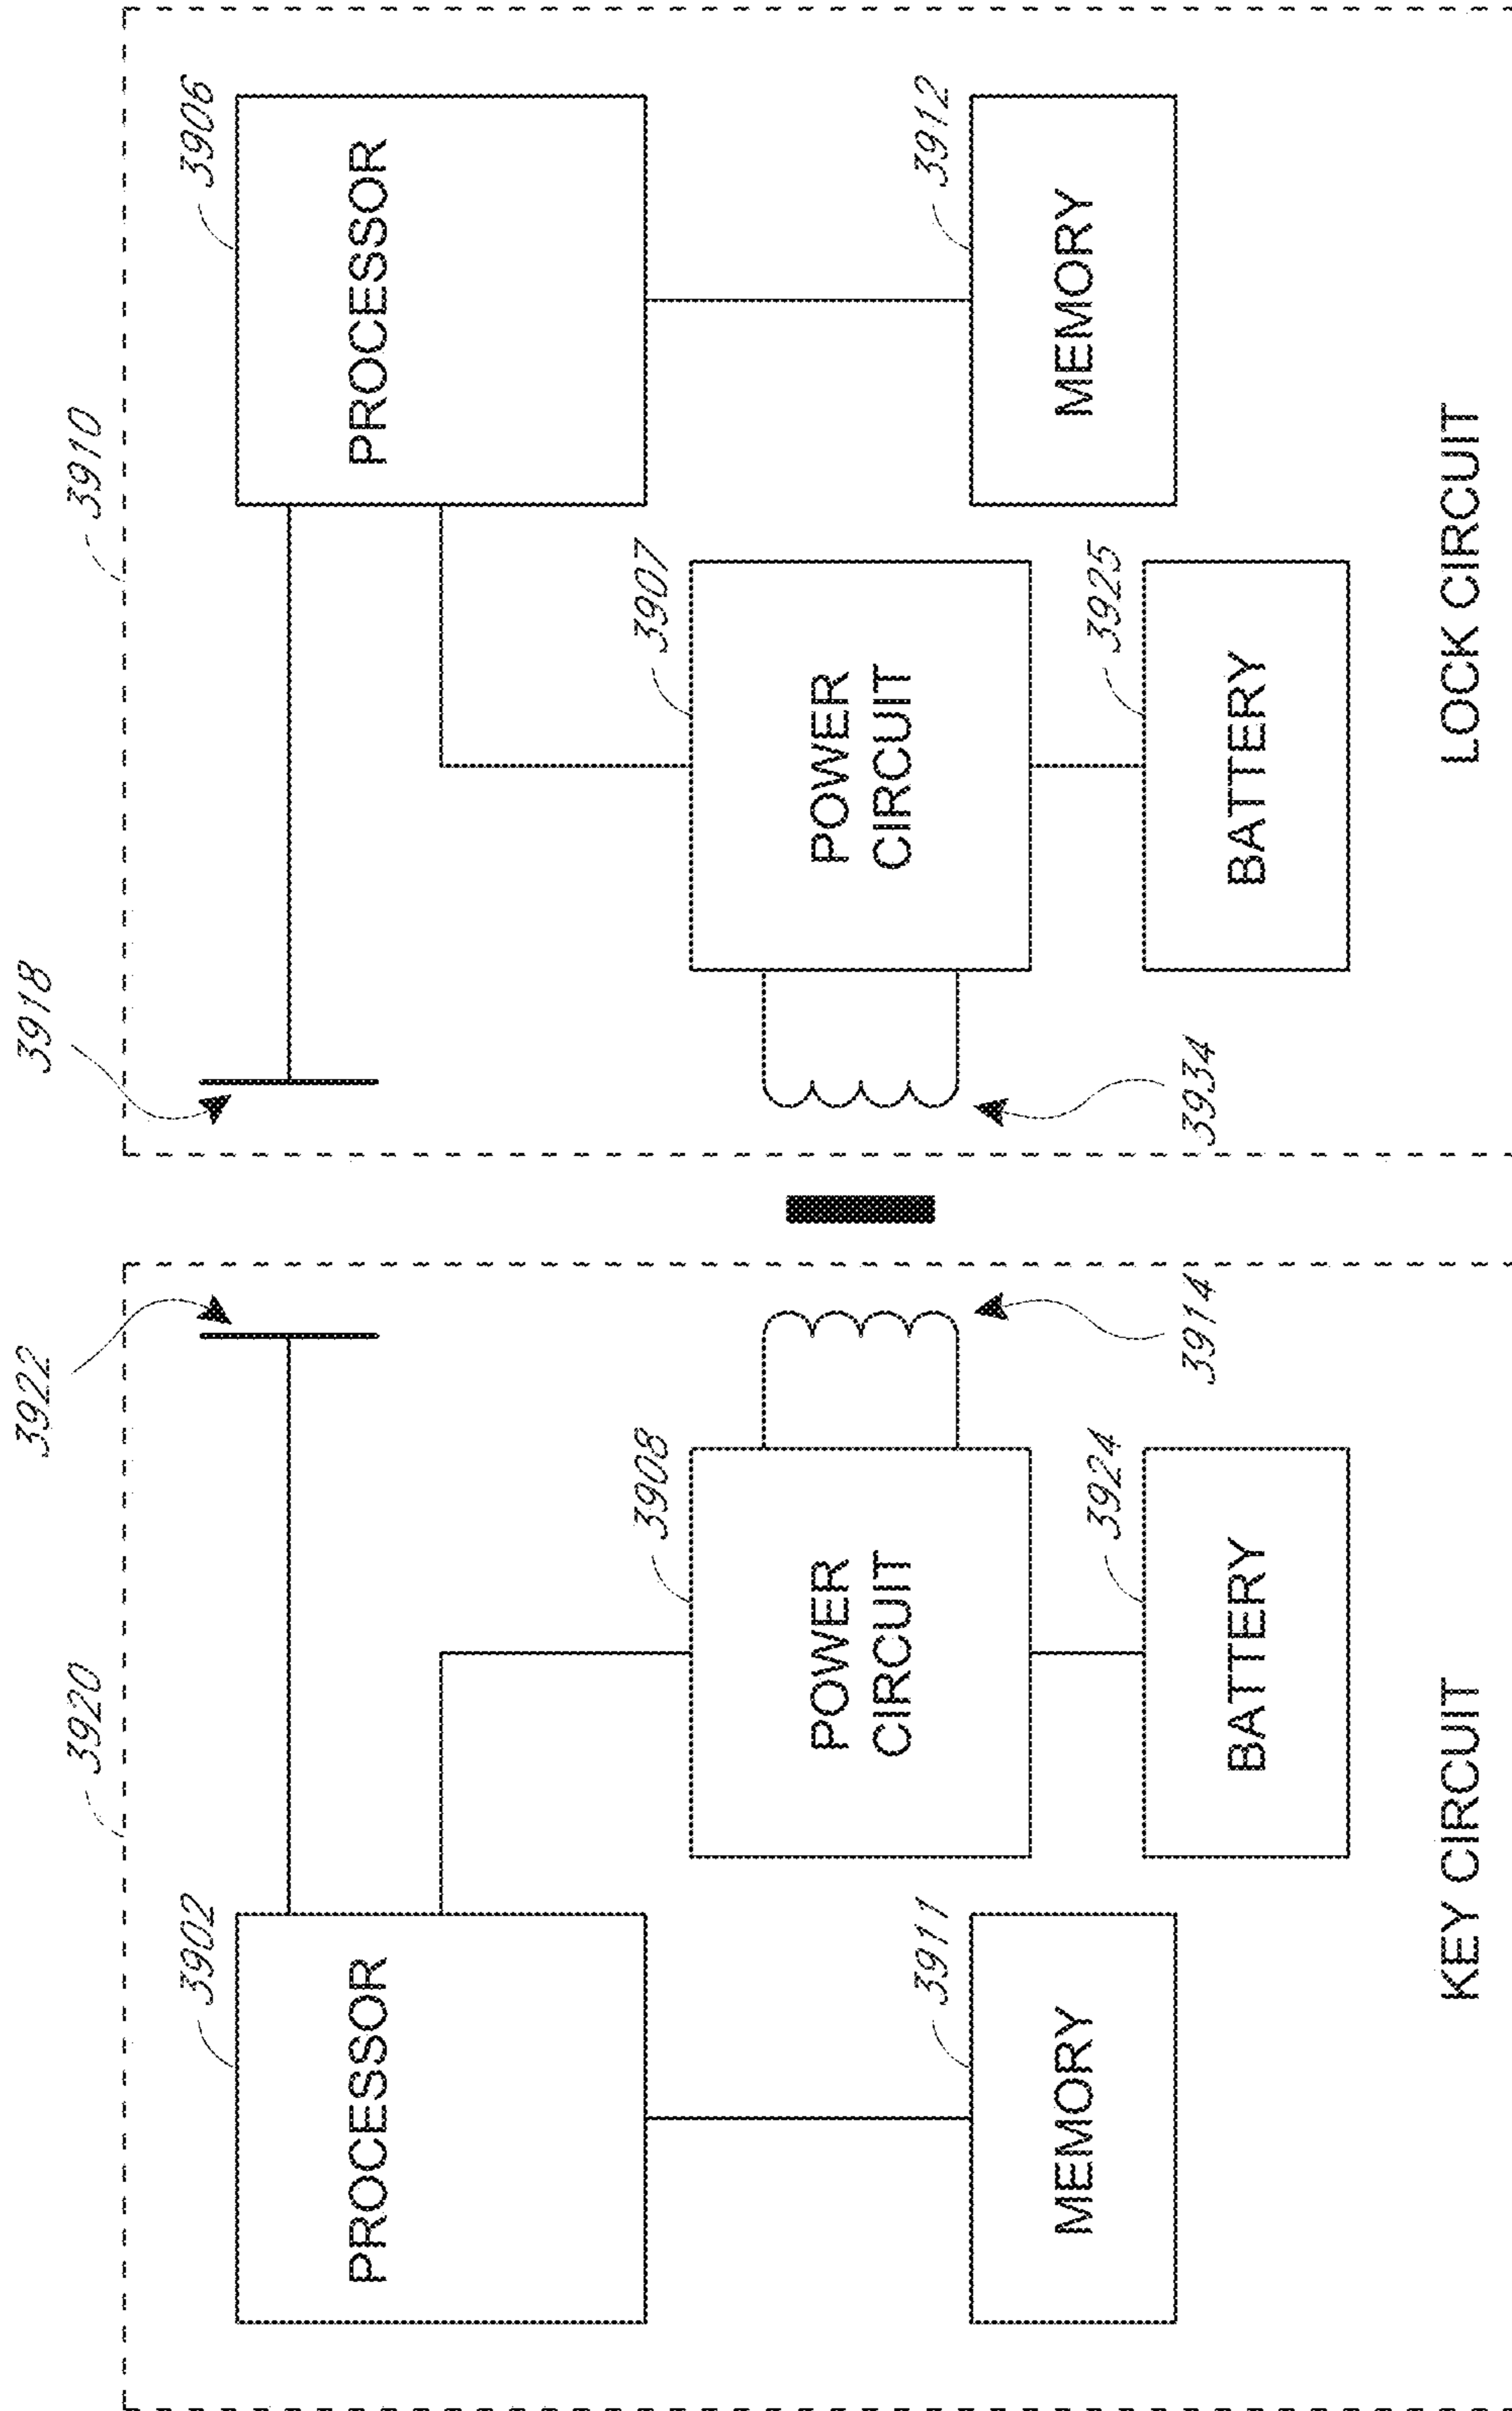 3920
3922
3918
3910
3902
PROCESSOR
3906
PROCESSOR
3908
POWER
CIRCUIT
3907
POWER
CIRCUIT
3911
MEMORY
3914
3934
3912
MEMORY
3924
BATTERY
3925
BATTERY
KEY CIRCUIT
LOCK CIRCUIT